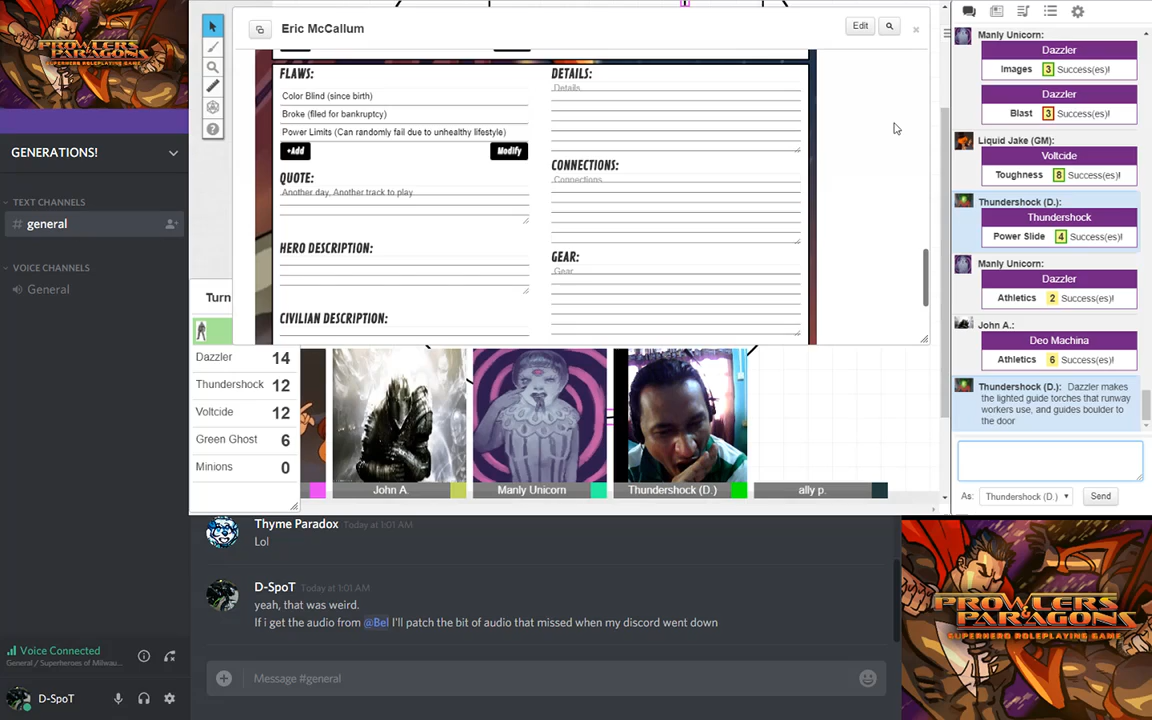 PROWLERS
& PARAGONS
SUPERHERO ROLEPLAYING GAME
GENERATIONS!
TEXT CHANNELS
# general
VOICE CHANNELS
General
Voice Connected
General / Superheroes of Milwau...
D-SpoT
Eric McCallum
Edit
FLAWS:
Color Blind (since birth)
Broke (filed for bankruptcy)
Power Limits (Can randomly fail due to unhealthy lifestyle)
+Add
Modify
QUOTE:
Another day, Another track to play
HERO DESCRIPTION:
CIVILIAN DESCRIPTION:
DETAILS:
Details
CONNECTIONS:
Connections
GEAR:
Gear
Turn
Dazzler 14
Thundershock 12
Voltcide 12
Green Ghost 6
Minions 0
John A.
Manly Unicorn
Thundershock (D.)
ally p.
Manly Unicorn:
Dazzler
Images 3 Success(es)!
Dazzler
Blast 3 Success(es)!
Liquid Jake (GM):
Voltcide
Toughness 8 Success(es)!
Thundershock (D.):
Thundershock
Power Slide 4 Success(es)!
Manly Unicorn:
Dazzler
Athletics 2 Success(es)!
John A.:
Deo Machina
Athletics 6 Success(es)!
Thundershock (D.): Dazzler makes
the lighted guide torches that runway
workers use, and guides boulder to
the door
As: Thundershock (D.)
Send
Thyme Paradox Today at 1:01 AM
Lol
D-SpoT Today at 1:01 AM
yeah, that was weird.
If i get the audio from @Bel I'll patch the bit of audio that missed when my discord went down
Message #general
PROWLERS
& PARAGONS
SUPERHERO ROLEPLAYING GAME